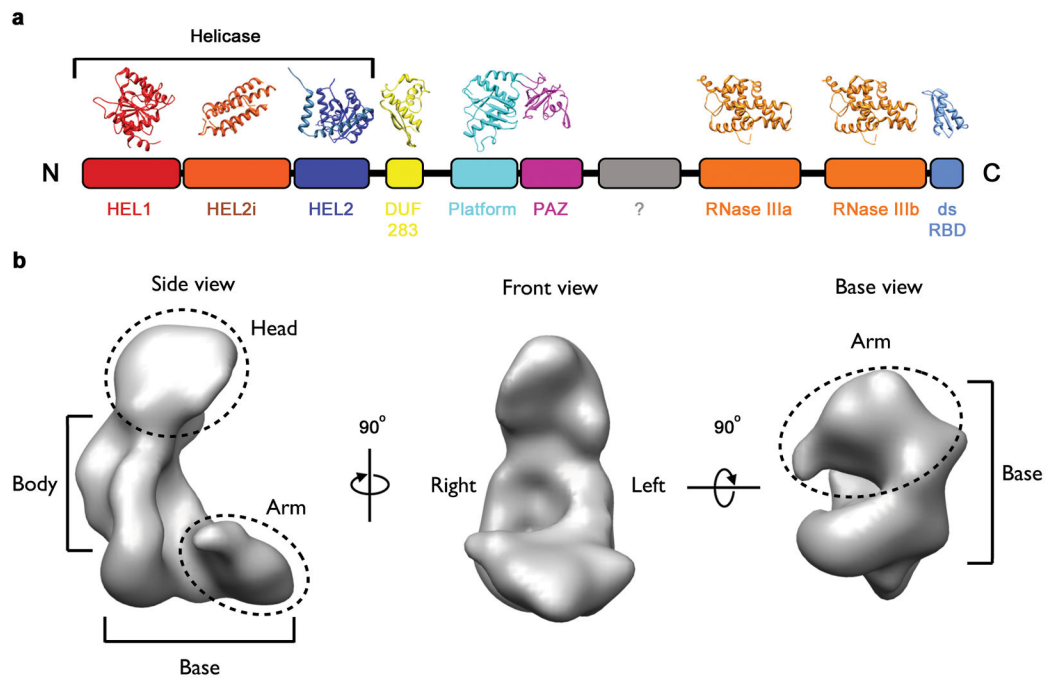 a
Helicase
N
C
HEL1
HEL2i
HEL2
DUF
283
Platform
PAZ
?
RNase IIIa
RNase IIIb
ds
RBD
b
Side view
Front view
Base view
Head
Arm
90°
90°
Body
Right
Left
Base
Arm
Base